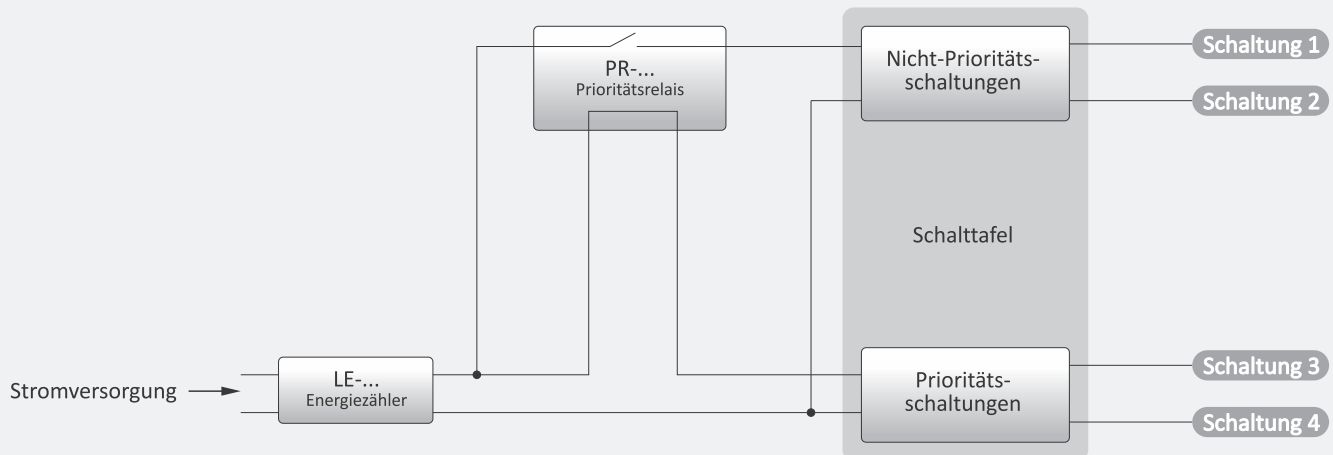 PR-...
Prioritätsrelais
Nicht-Prioritäts-
schaltungen
Schaltung 1
Schaltung 2
Schalttafel
Stromversorgung
LE-...
Energiezähler
Prioritäts-
schaltungen
Schaltung 3
Schaltung 4